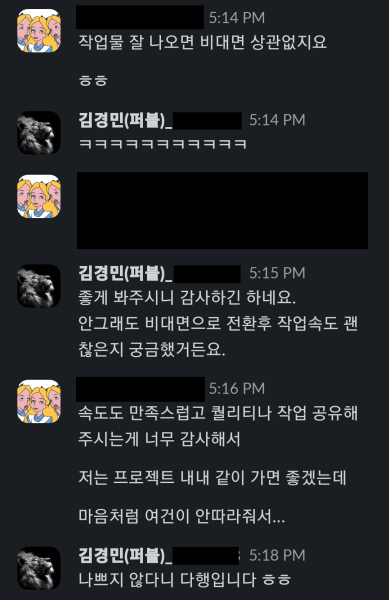 5:14 PM
작업물 잘 나오면 비대면 상관없지요
ㅎㅎ
김경민(퍼블)_ 5:14 PM
ㅋㅋㅋㅋㅋㅋㅋㅋㅋㅋㅋ
김경민(퍼블)_ 5:15 PM
좋게 봐주시니 감사하긴 하네요.
안그래도 비대면으로 전환후 작업속도 괜
찮은지 궁금했거든요.
5:16 PM
속도도 만족스럽고 퀄리티나 작업 공유해
주시는게 너무 감사해서
저는 프로젝트 내내 같이 가면 좋겠는데
마음처럼 여건이 안따라줘서...
김경민(퍼블)_ 5:18 PM
나쁘지 않다니 다행입니다 ㅎㅎ